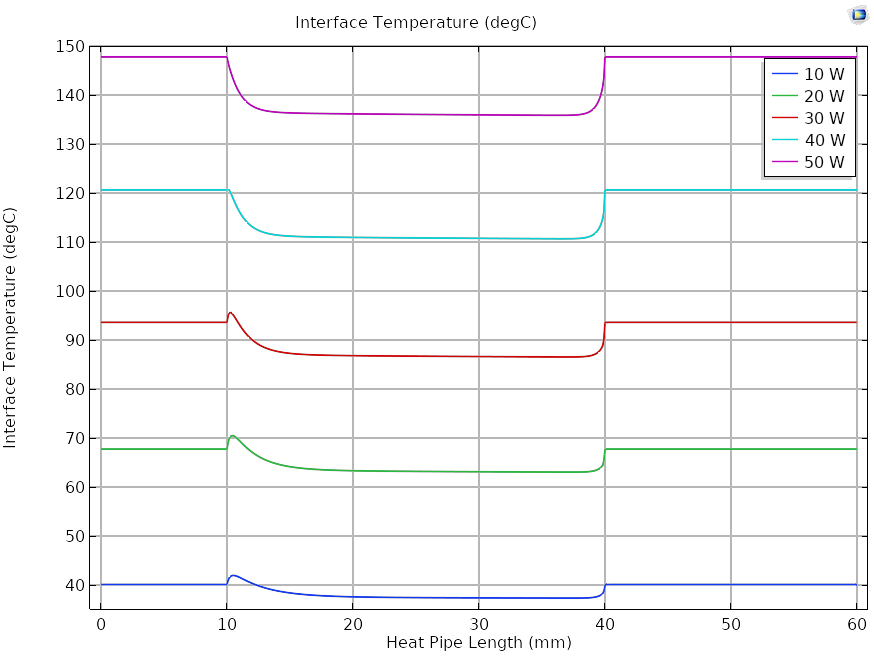 Interface Temperature (degC)
150
140
130
120
110
100
90
80
70
60
50
40
Interface Temperature (degC)
10 W
20 W
30 W
40 W
50 W
0 10 20 30 40 50 60
Heat Pipe Length (mm)